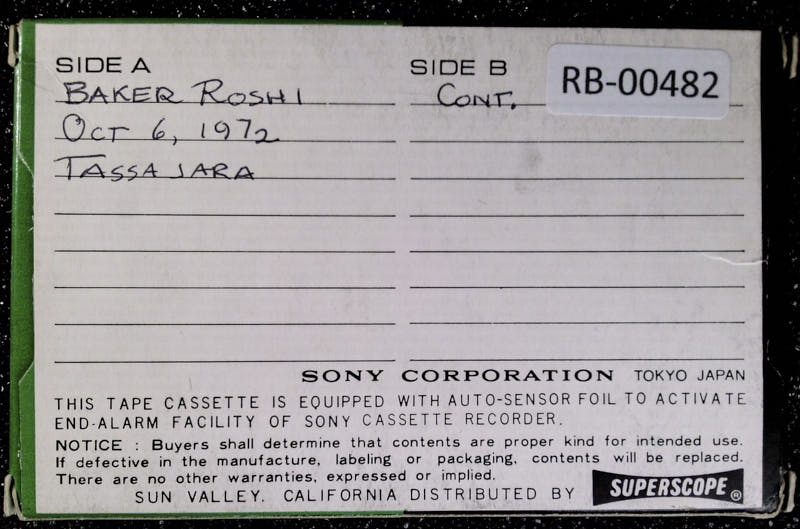 SIDE A
BAKER ROSHI
OCT 6, 1972
TASSAJARA
SIDE B
CONT.
RB-00482
SONY CORPORATION TOKYO JAPAN
THIS TAPE CASSETTE IS EQUIPPED WITH AUTO-SENSOR FOIL TO ACTIVATE
END-ALARM FACILITY OF SONY CASSETTE RECORDER.
NOTICE : Buyers shall determine that contents are proper kind for intended use.
If defective in the manufacture, labeling or packaging, contents will be replaced.
There are no other warranties, expressed or implied.
SUN VALLEY. CALIFORNIA DISTRIBUTED BY SUPERSCOPE®